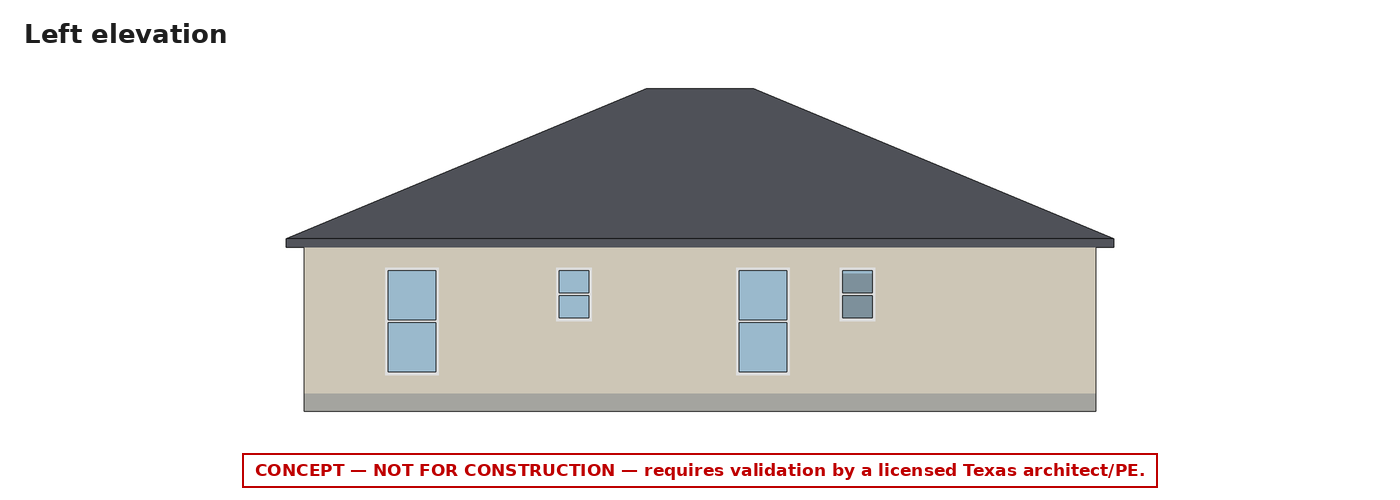 Left elevation
CONCEPT — NOT FOR CONSTRUCTION — requires validation by a licensed Texas architect/PE.